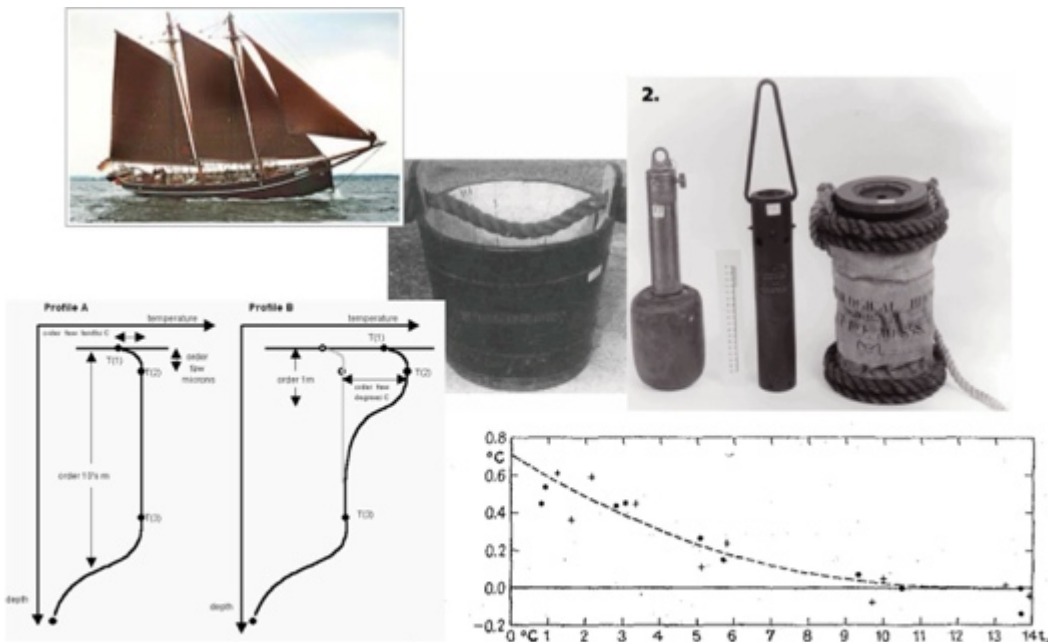 2.
Profile A
temperature
order few tenths C
T(1)
T(2)
order
few
microns
order 10's m
T(3)
depth
Profile B
temperature
T(1)
order 1m
T(2)
order few
degrees C
T(3)
depth
0.8
°C
0.6
0.4
0.2
0.0
-0.2
0 °C 1 2 3 4 5 6 7 8 9 10 11 12 13 14 t